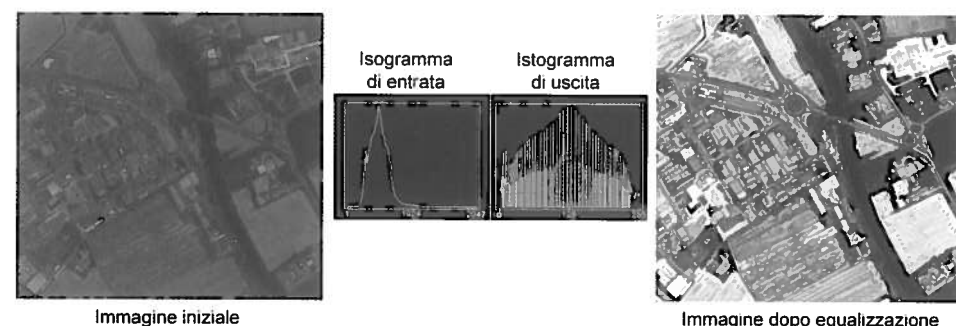 Isogramma
di entrata
Istogramma
di uscita
Immagine iniziale
Immagine dopo equalizzazione